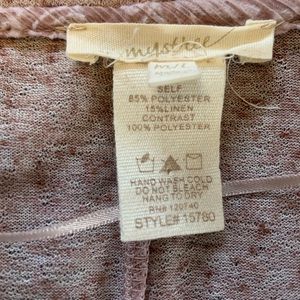 mystree
M/L
SELF
85% POLYESTER
15%LINEN
CONTRAST
100% POLYESTER
HAND WASH COLD
DO NOT BLEACH
HANG TO DRY
RN# 120740
STYLE# 15780